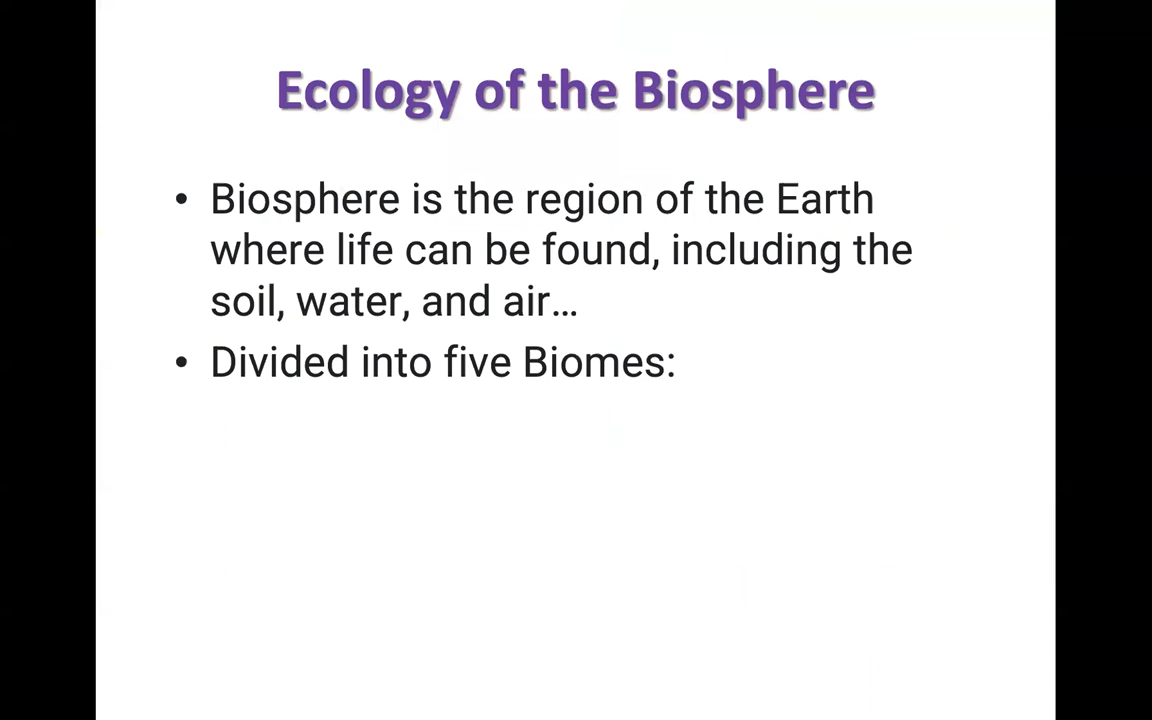 Ecology of the Biosphere
• Biosphere is the region of the Earth
where life can be found, including the
soil, water, and air…
• Divided into five Biomes: